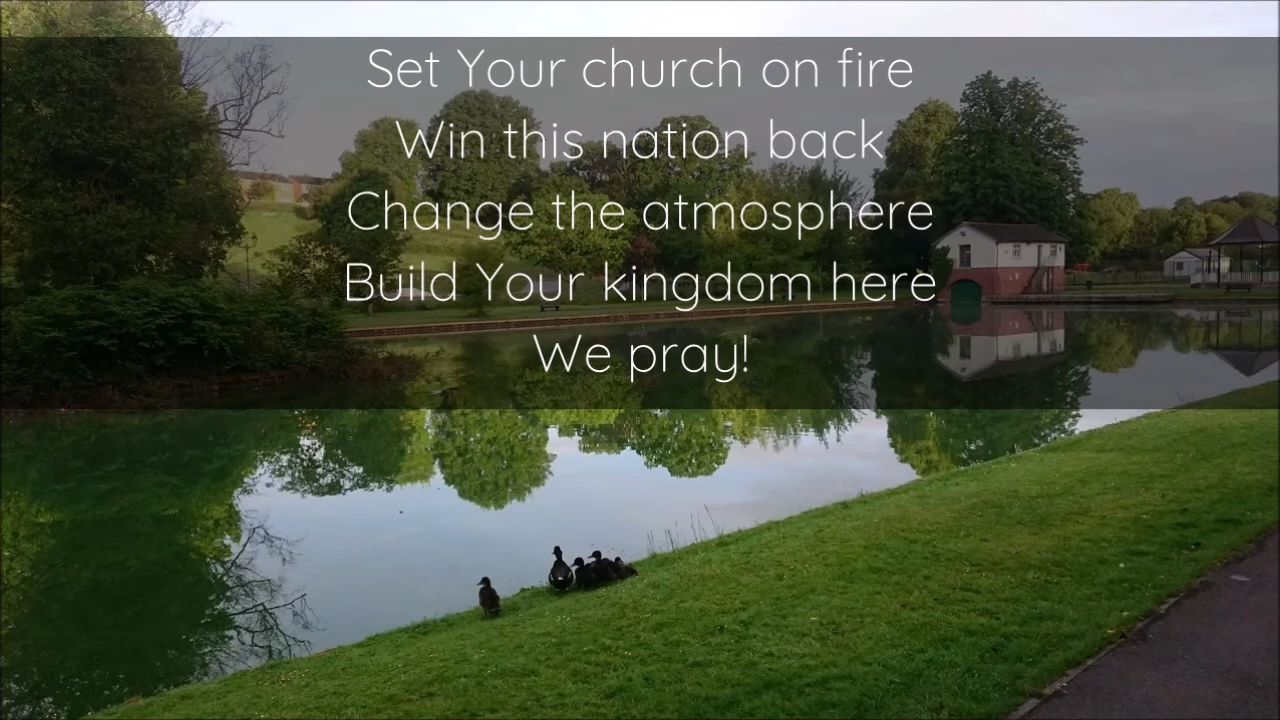 Set Your church on fire
Win this nation back
Change the atmosphere
Build Your kingdom here
We pray!